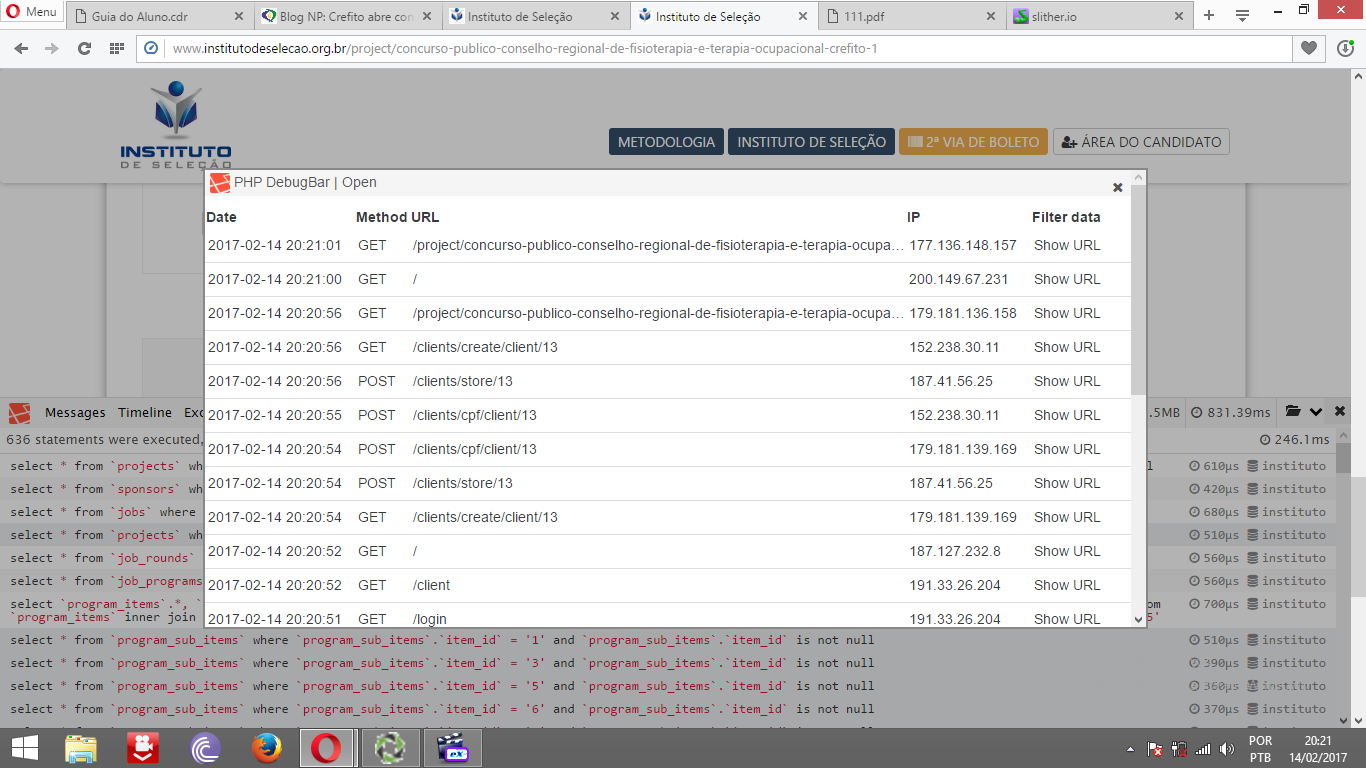 Menu
Guia do Aluno.cdr
Blog NP: Crefito abre con
Instituto de Seleção
Instituto de Seleção
111.pdf
slither.io
www.institutodeselecao.org.br/project/concurso-publico-conselho-regional-de-fisioterapia-e-terapia-ocupacional-crefito-1
INSTITUTO
DE SELEÇÃO
METODOLOGIA INSTITUTO DE SELEÇÃO 2ª VIA DE BOLETO ÁREA DO CANDIDATO
PHP DebugBar | Open
Date Method URL IP Filter data
2017-02-14 20:21:01 GET /project/concurso-publico-conselho-regional-de-fisioterapia-e-terapia-ocupa... 177.136.148.157 Show URL
2017-02-14 20:21:00 GET / 200.149.67.231 Show URL
2017-02-14 20:20:56 GET /project/concurso-publico-conselho-regional-de-fisioterapia-e-terapia-ocupa... 179.181.136.158 Show URL
2017-02-14 20:20:56 GET /clients/create/client/13 152.238.30.11 Show URL
2017-02-14 20:20:56 POST /clients/store/13 187.41.56.25 Show URL
2017-02-14 20:20:55 POST /clients/cpf/client/13 152.238.30.11 Show URL
2017-02-14 20:20:54 POST /clients/cpf/client/13 179.181.139.169 Show URL
2017-02-14 20:20:54 POST /clients/store/13 187.41.56.25 Show URL
2017-02-14 20:20:54 GET /clients/create/client/13 179.181.139.169 Show URL
2017-02-14 20:20:52 GET / 187.127.232.8 Show URL
2017-02-14 20:20:52 GET /client 191.33.26.204 Show URL
2017-02-14 20:20:51 GET /login 191.33.26.204 Show URL
Messages Timeline Exc .5MB 831.39ms
636 statements were executed, 246.1ms
select * from `projects` wh l 610µs instituto
select * from `sponsors` wh 420µs instituto
select * from `jobs` where 680µs instituto
select * from `projects` wh 510µs instituto
select * from `job_rounds` 560µs instituto
select * from `job_programs 560µs instituto
select `program_items`.*, ` om 700µs instituto
`program_items` inner join 5'
select * from `program_sub_items` where `program_sub_items`.`item_id` = '1' and `program_sub_items`.`item_id` is not null 510µs instituto
select * from `program_sub_items` where `program_sub_items`.`item_id` = '3' and `program_sub_items`.`item_id` is not null 390µs instituto
select * from `program_sub_items` where `program_sub_items`.`item_id` = '5' and `program_sub_items`.`item_id` is not null 360µs instituto
select * from `program_sub_items` where `program_sub_items`.`item_id` = '6' and `program_sub_items`.`item_id` is not null 370µs instituto
ex
POR
PTB
20:21
14/02/2017